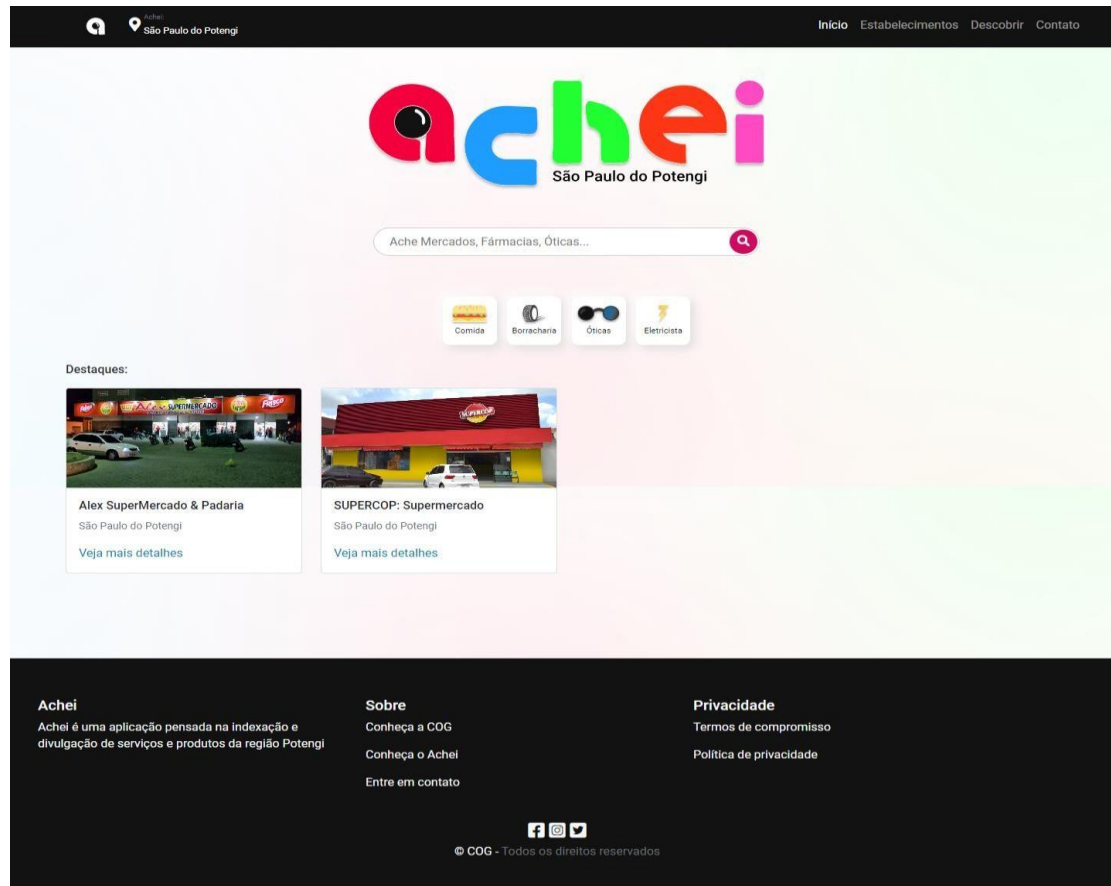 Achei
São Paulo do Potengi
Início Estabelecimentos Descobrir Contato
achei
São Paulo do Potengi
Ache Mercados, Fármacias, Óticas...
Comida
Borracharia
Óticas
Eletricista
Destaques:
Alex SUPERMERCADO
SUPERCOP
Alex SuperMercado & Padaria
São Paulo do Potengi
Veja mais detalhes
SUPERCOP: Supermercado
São Paulo do Potengi
Veja mais detalhes
Achei
Achei é uma aplicação pensada na indexação e
divulgação de serviços e produtos da região Potengi
Sobre
Conheça a COG
Conheça o Achei
Entre em contato
Privacidade
Termos de compromisso
Política de privacidade
© COG - Todos os direitos reservados